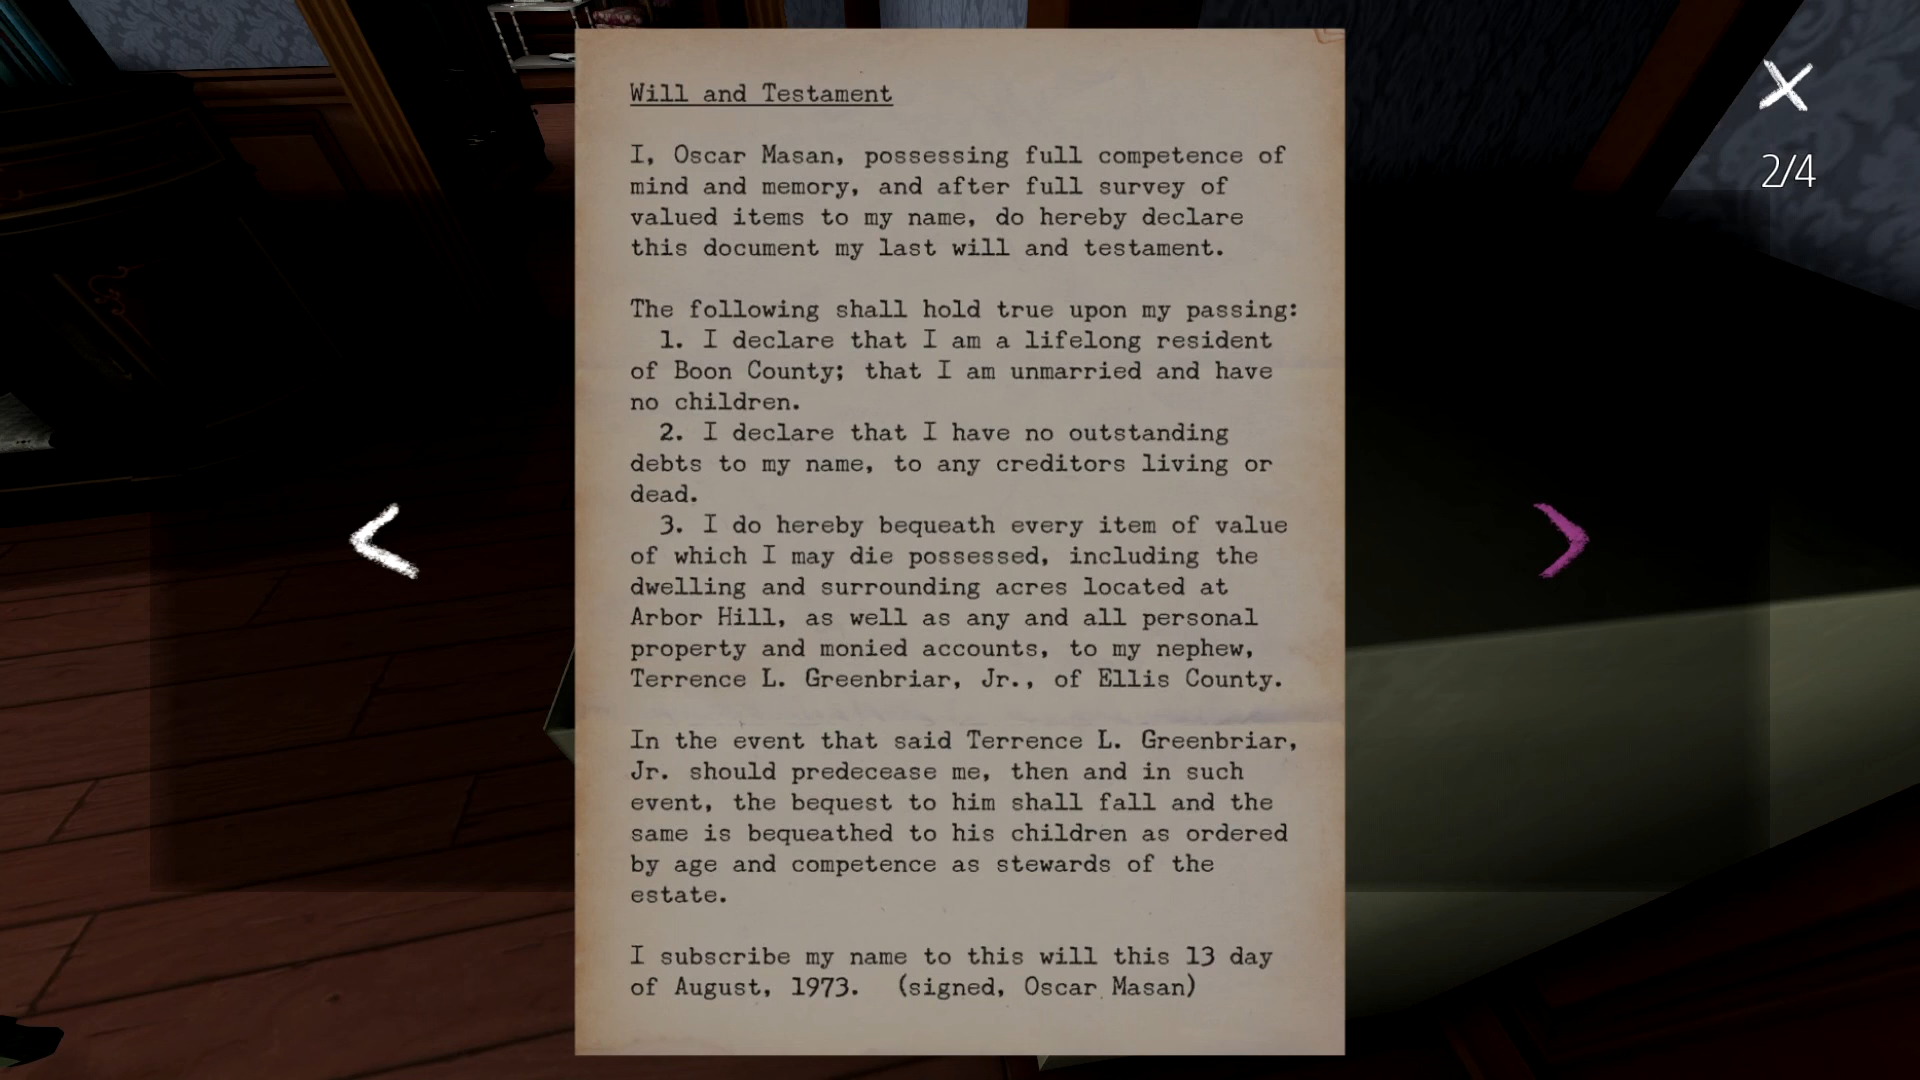 Will and Testament
I, Oscar Masan, possessing full competence of
mind and memory, and after full survey of
valued items to my name, do hereby declare
this document my last will and testament.
The following shall hold true upon my passing:
1. I declare that I am a lifelong resident
of Boon County; that I am unmarried and have
no children.
2. I declare that I have no outstanding
debts to my name, to any creditors living or
dead.
3. I do hereby bequeath every item of value
of which I may die possessed, including the
dwelling and surrounding acres located at
Arbor Hill, as well as any and all personal
property and monied accounts, to my nephew,
Terrence L. Greenbriar, Jr., of Ellis County.
In the event that said Terrence L. Greenbriar,
Jr. should predecease me, then and in such
event, the bequest to him shall fall and the
same is bequeathed to his children as ordered
by age and competence as stewards of the
estate.
I subscribe my name to this will this 13 day
of August, 1973. (signed, Oscar Masan)
2/4